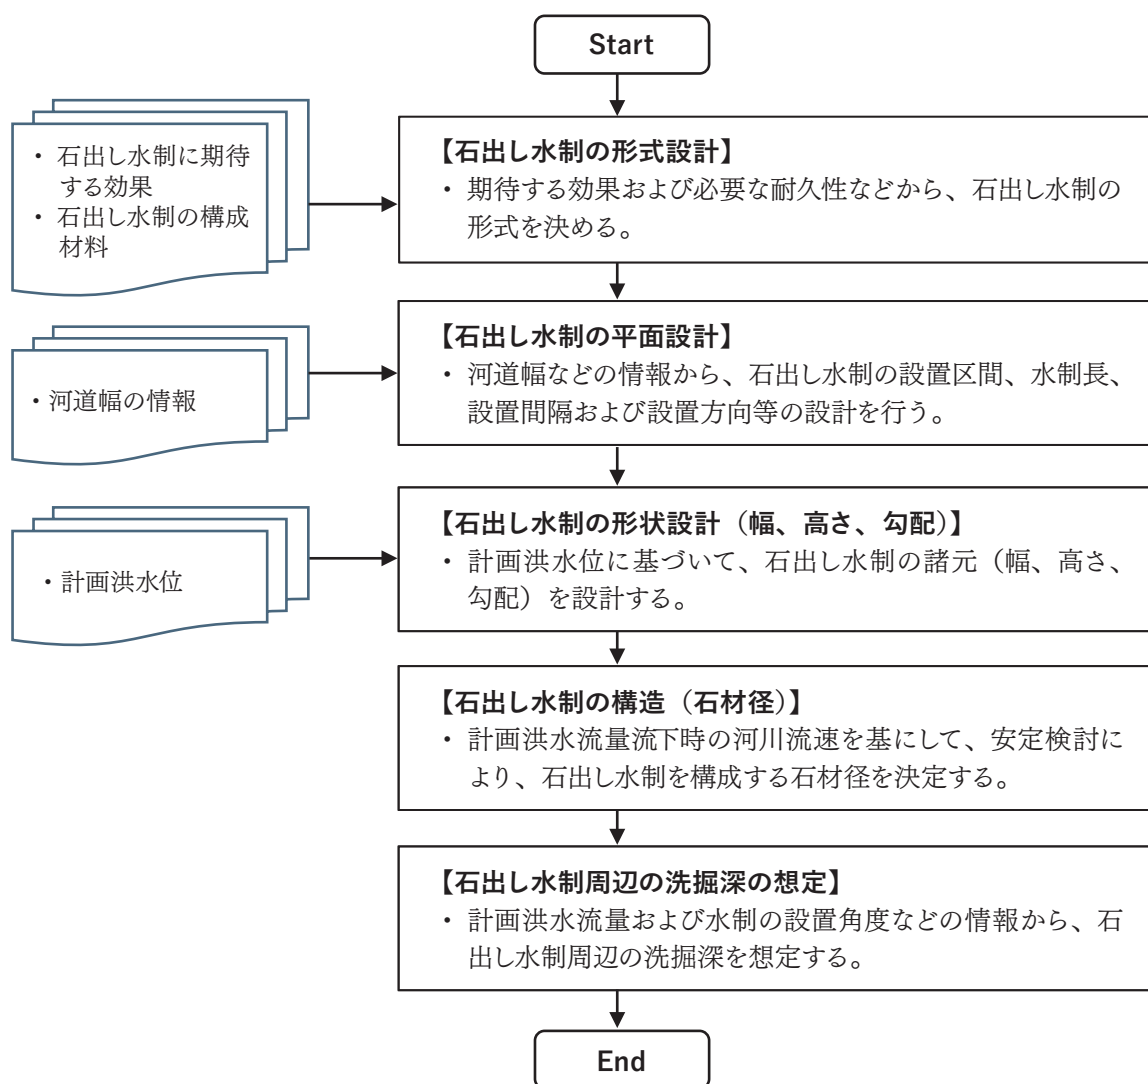 Start
・ 石出し水制に期待
する効果
・ 石出し水制の構成
材料
【石出し水制の形式設計】
・ 期待する効果および必要な耐久性などから、石出し水制の
形式を決める。
・河道幅の情報
【石出し水制の平面設計】
・ 河道幅などの情報から、石出し水制の設置区間、水制長、
設置間隔および設置方向等の設計を行う。
・計画洪水位
【石出し水制の形状設計（幅、高さ、勾配）】
・ 計画洪水位に基づいて、石出し水制の諸元（幅、高さ、
勾配）を設計する。
【石出し水制の構造（石材径）】
・ 計画洪水流量流下時の河川流速を基にして、安定検討に
より、石出し水制を構成する石材径を決定する。
【石出し水制周辺の洗掘深の想定】
・ 計画洪水流量および水制の設置角度などの情報から、石
出し水制周辺の洗掘深を想定する。
End